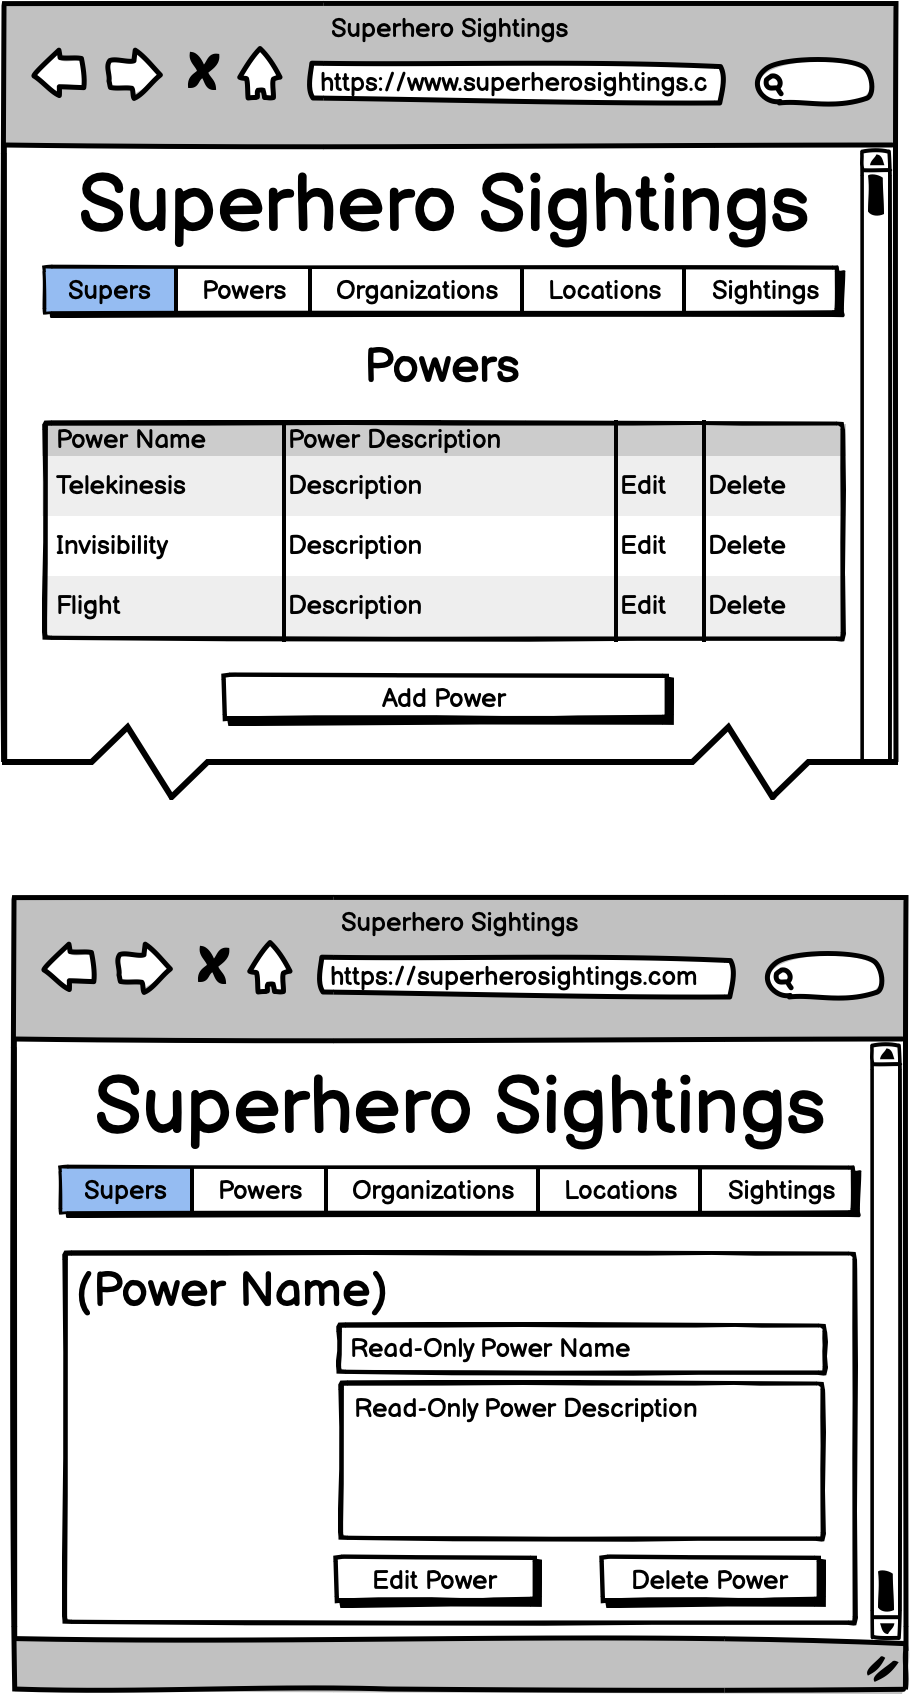 Superhero Sightings
https://www.superherosightings.c
Superhero Sightings
Supers Powers Organizations Locations Sightings
Powers
Power Name Power Description
Telekinesis Description Edit Delete
Invisibility Description Edit Delete
Flight Description Edit Delete
Add Power
Superhero Sightings
https://superherosightings.com
Superhero Sightings
Supers Powers Organizations Locations Sightings
(Power Name)
Read-Only Power Name
Read-Only Power Description
Edit Power Delete Power